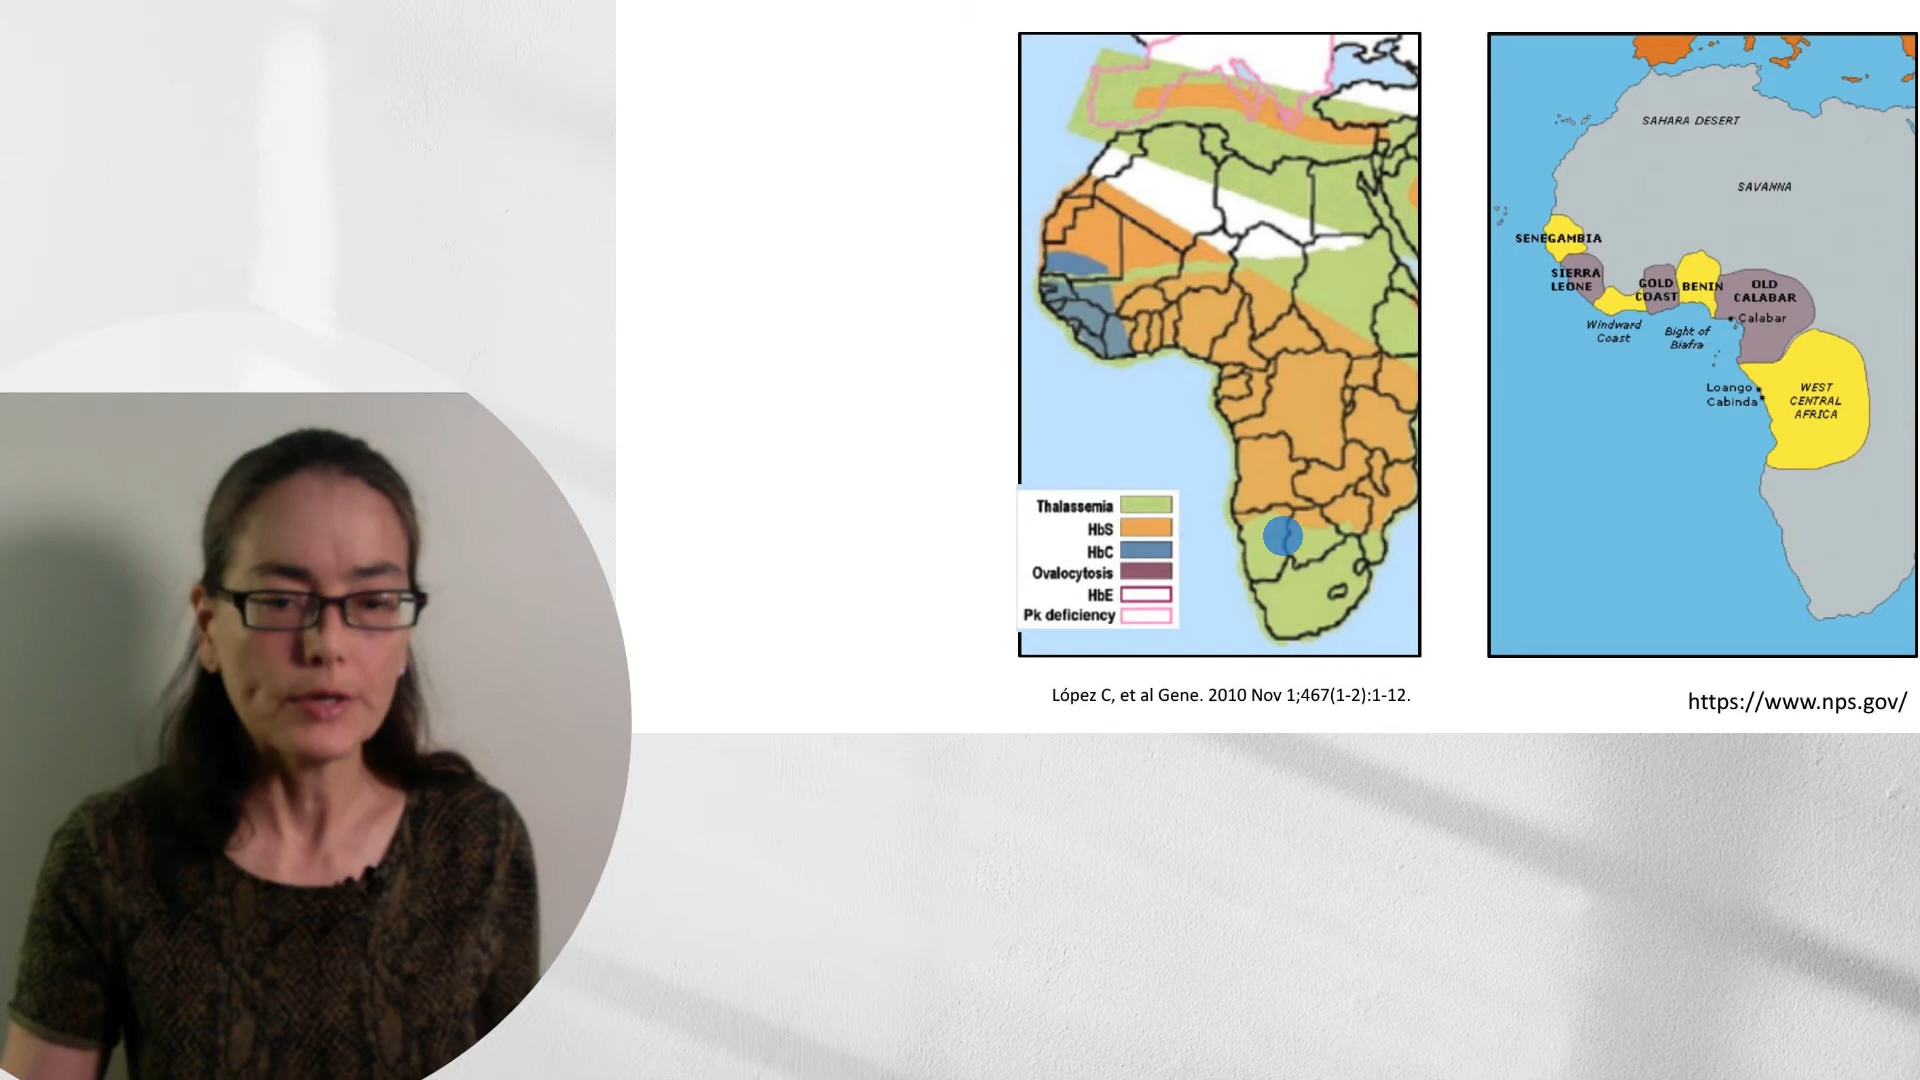 Thalassemia
HbS
HbC
Ovalocytosis
HbE
Pk deficiency
López C, et al Gene. 2010 Nov 1;467(1-2):1-12.
SAHARA DESERT
SAVANNA
SENEGAMBIA
SIERRA
LEONE
GOLD
COAST
BENIN
OLD
CALABAR
Calabar
Windward
Coast
Bight of
Biafra
Loango
Cabinda
WEST
CENTRAL
AFRICA
https://www.nps.gov/